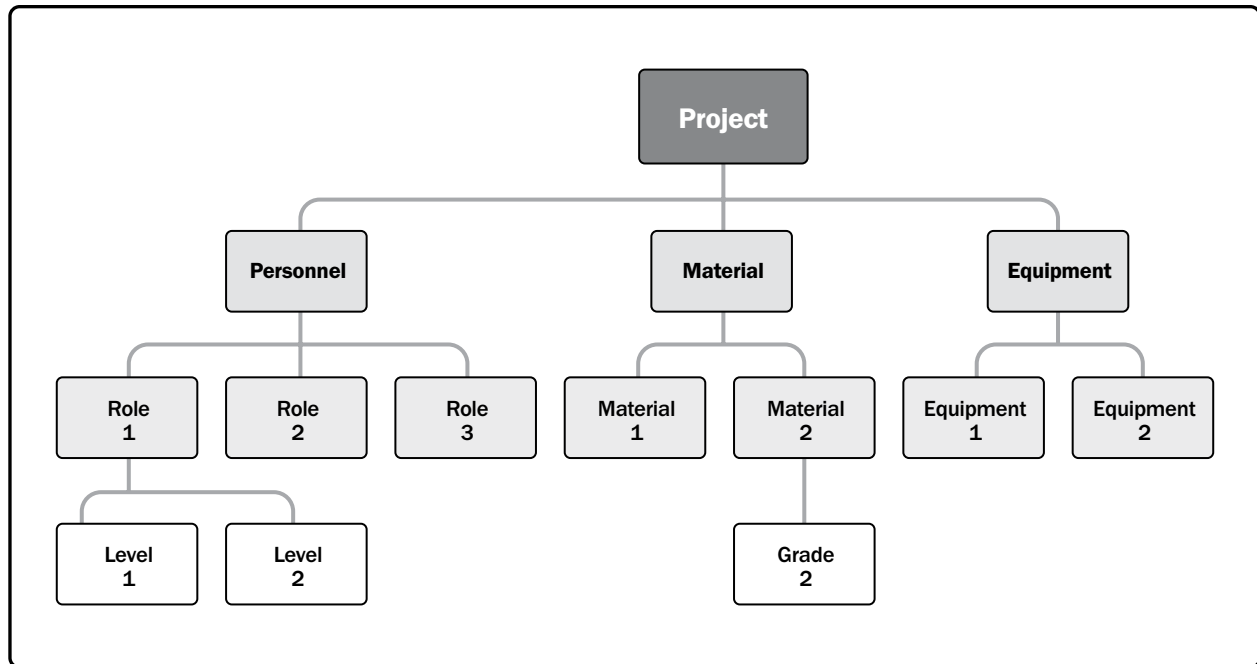 Project
Personnel
Material
Equipment
Role
1
Role
2
Role
3
Material
1
Material
2
Equipment
1
Equipment
2
Level
1
Level
2
Grade
2